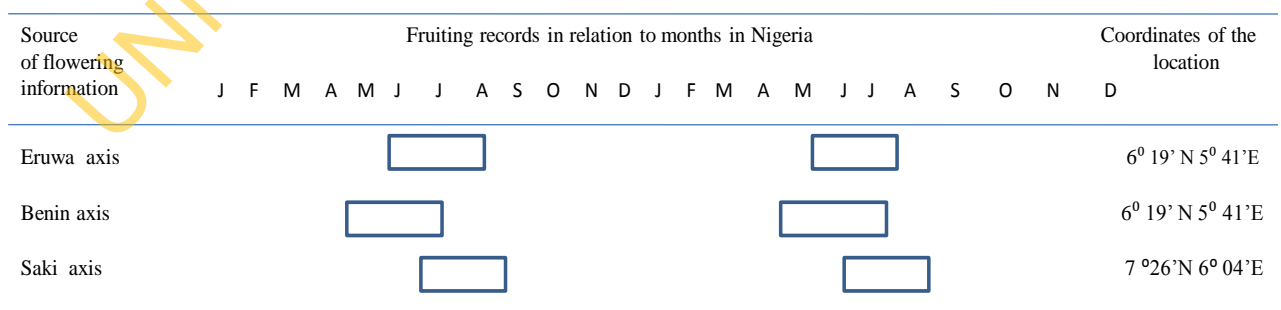 Source
of flowering
information
Fruiting records in relation to months in Nigeria
Coordinates of the
location
J F M A M J J A S O N D J F M A M J J A S O N D
Eruwa axis 6⁰ 19’ N 5⁰ 41’E
Benin axis 6⁰ 19’ N 5⁰ 41’E
Saki axis 7 ⁰26’N 6⁰ 04’E
UNI